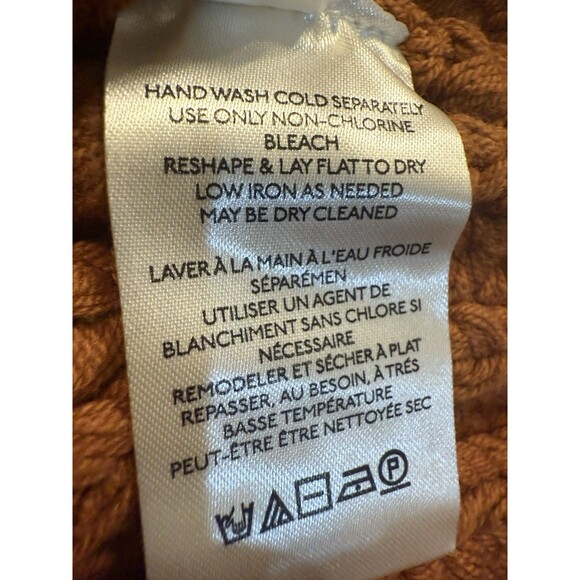 HAND WASH COLD SEPARATELY
USE ONLY NON-CHLORINE
BLEACH
RESHAPE & LAY FLAT TO DRY
LOW IRON AS NEEDED
MAY BE DRY CLEANED
LAVER À LA MAIN À L'EAU FROIDE
SÉPARÉMEN
UTILISER UN AGENT DE
BLANCHIMENT SANS CHLORE SI
NÉCESSAIRE
REMODELER ET SÉCHER À PLAT
REPASSER, AU BESOIN, À TRÉS
BASSE TEMPÉRATURE
PEUT-ÊTRE ÊTRE NETTOYÉE SEC
P